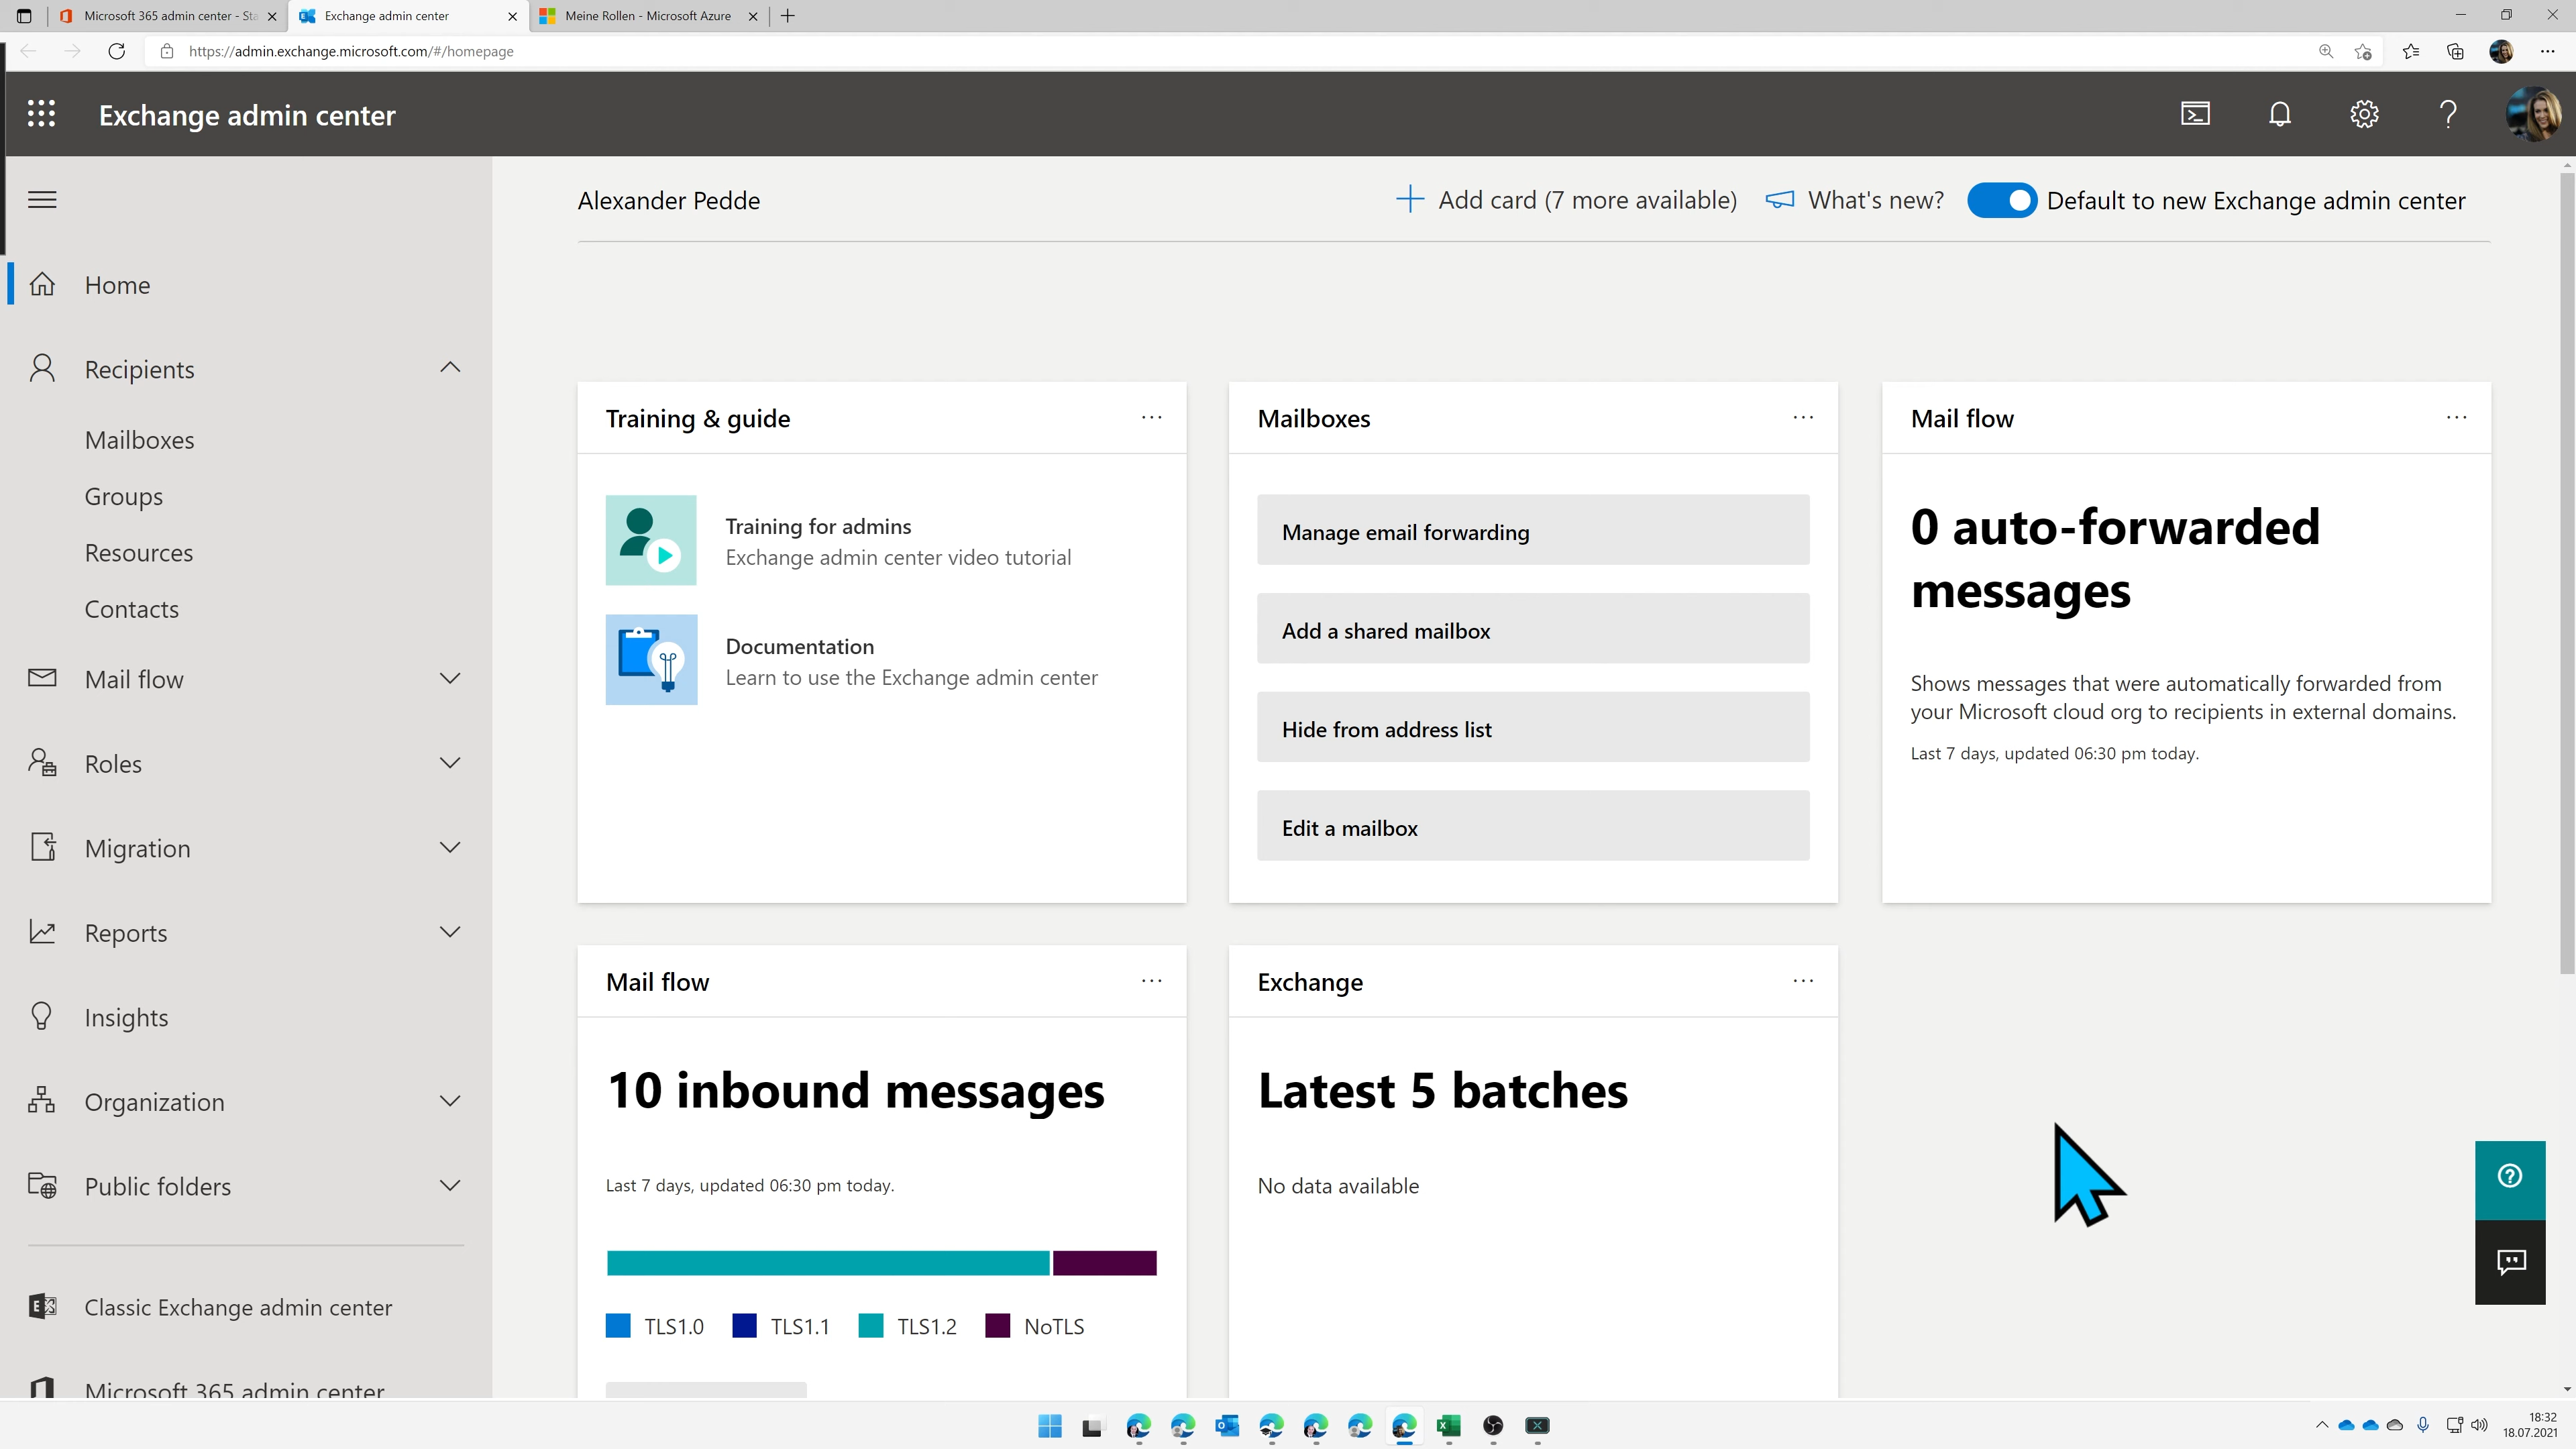 Microsoft 365 admin center - Sta
Exchange admin center
Meine Rollen - Microsoft Azure
https://admin.exchange.microsoft.com/#/homepage
Exchange admin center
Alexander Pedde
Add card (7 more available)
What's new?
Default to new Exchange admin center
Home
Recipients
Mailboxes
Groups
Resources
Contacts
Mail flow
Roles
Migration
Reports
Insights
Organization
Public folders
Classic Exchange admin center
Microsoft 365 admin center
Training & guide
Training for admins
Exchange admin center video tutorial
Documentation
Learn to use the Exchange admin center
Mailboxes
Manage email forwarding
Add a shared mailbox
Hide from address list
Edit a mailbox
Mail flow
0 auto-forwarded
messages
Shows messages that were automatically forwarded from
your Microsoft cloud org to recipients in external domains.
Last 7 days, updated 06:30 pm today.
Mail flow
10 inbound messages
Last 7 days, updated 06:30 pm today.
TLS1.0
TLS1.1
TLS1.2
NoTLS
Exchange
Latest 5 batches
No data available
18:32
18.07.2021